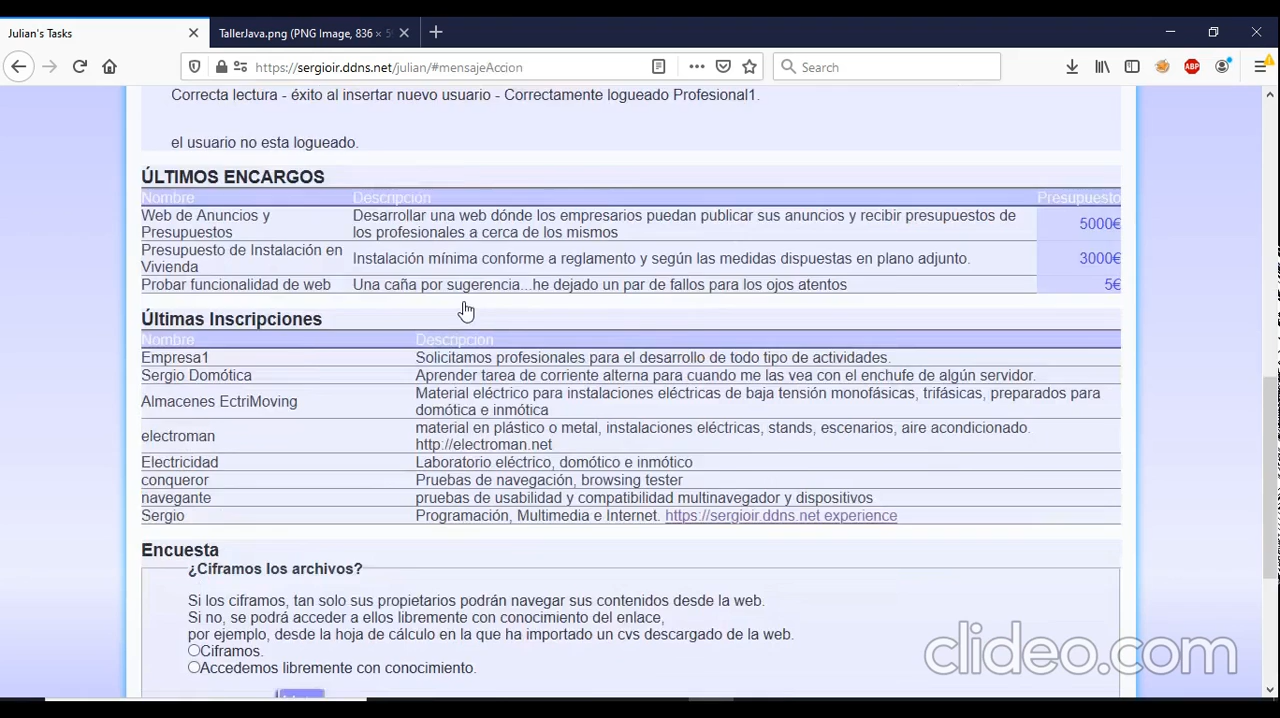 Julian's Tasks
TallerJava.png (PNG Image, 836 ×
https://sergioir.ddns.net/julian/#mensajeAccion
Search
ABP
Correcta lectura - éxito al insertar nuevo usuario - Correctamente logueado Profesional1.
el usuario no esta logueado.
ÚLTIMOS ENCARGOS
Nombre Descripción Presupuesto
Web de Anuncios y
Presupuestos
Desarrollar una web dónde los empresarios puedan publicar sus anuncios y recibir presupuestos de
los profesionales a cerca de los mismos
5000€
Presupuesto de Instalación en
Vivienda
Instalación mínima conforme a reglamento y según las medidas dispuestas en plano adjunto.
3000€
Probar funcionalidad de web Una caña por sugerencia...he dejado un par de fallos para los ojos atentos 5€
Últimas Inscripciones
Nombre Descripción
Empresa1 Solicitamos profesionales para el desarrollo de todo tipo de actividades.
Sergio Domótica Aprender tarea de corriente alterna para cuando me las vea con el enchufe de algún servidor.
Almacenes EctriMoving
Material eléctrico para instalaciones eléctricas de baja tensión monofásicas, trifásicas, preparados para
domótica e inmótica
electroman
material en plástico o metal, instalaciones eléctricas, stands, escenarios, aire acondicionado.
http://electroman.net
Electricidad Laboratorio eléctrico, domótico e inmótico
conqueror Pruebas de navegación, browsing tester
navegante pruebas de usabilidad y compatibilidad multinavegador y dispositivos
Sergio Programación, Multimedia e Internet. https://sergioir.ddns.net experience
Encuesta
¿Ciframos los archivos?
Si los ciframos, tan solo sus propietarios podrán navegar sus contenidos desde la web.
Si no, se podrá acceder a ellos libremente con conocimiento del enlace,
por ejemplo, desde la hoja de cálculo en la que ha importado un cvs descargado de la web.
Ciframos.
Accedemos libremente con conocimiento.
clideo.com